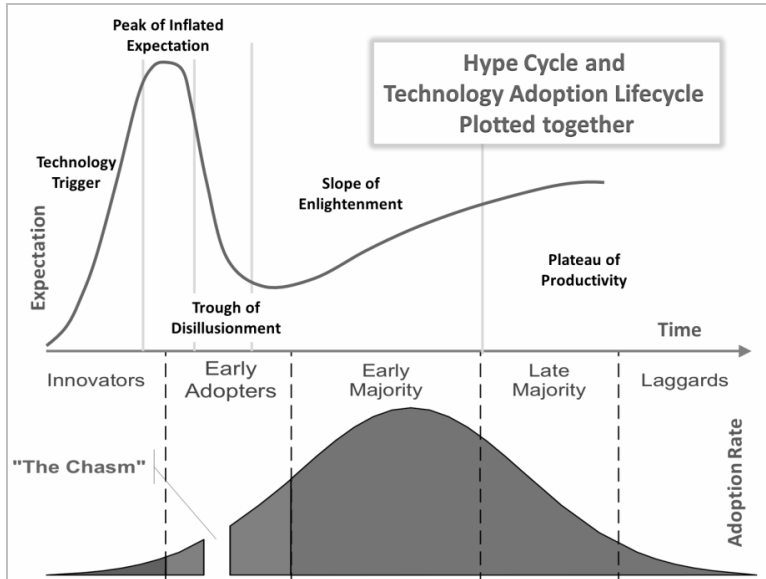 Peak of Inflated
Expectation
Hype Cycle and
Technology Adoption Lifecycle
Plotted together
Technology
Trigger
Slope of
Enlightenment
Expectation
Plateau of
Productivity
Trough of
Disillusionment
Time
Innovators
Early
Adopters
Early
Majority
Late
Majority
Laggards
"The Chasm"
Adoption Rate